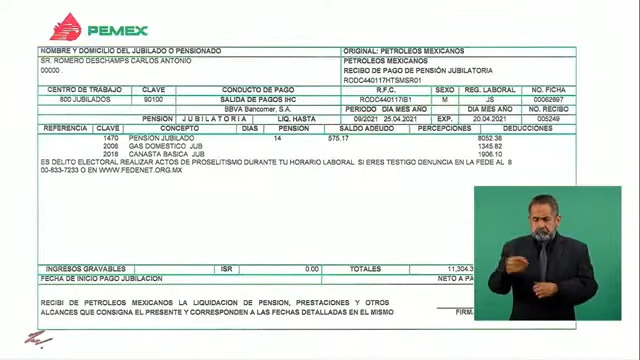 PEMEX
NOMBRE Y DOMICILIO DEL JUBILADO O PENSIONADO ORIGINAL: PETROLEOS MEXICANOS
SR. ROMERO DESCHAMPS CARLOS ANTONIO PETROLEOS MEXICANOS
00000 . RECIBO DE PAGO DE PENSIÓN JUBILATORIA
RODC440117HTSMSR01
CENTRO DE TRABAJO CLAVE CONDUCTO DE PAGO R.F.C. SEXO REG. LABORAL NO. FICHA
800 JUBILADOS 90100 SALIDA DE PAGOS IHC RODC440117IB1 M JS 00062697
BBVA Bancomer, S.A. PERIODO DIA MES AÑO DIA MES AÑO NO. RECIBO
PENSION JUBILATORIA LIQ. HASTA 09/2021 25.04.2021 EXP. 20.04.2021 005249
REFERENCIA CLAVE CONCEPTO DIAS PENSION SALDO ADEUDO PERCEPCIONES DEDUCCIONES
1470 PENSIÓN JUBILADO 14 575.17 8052.38
2006 GAS DOMESTICO JUB 1345.82
2018 CANASTA BASICA JUB 1906.10
ES DELITO ELECTORAL REALIZAR ACTOS DE PROSELITISMO DURANTE TU HORARIO LABORAL. SI ERES TESTIGO DENUNCIA EN LA FEDE AL 8
00-833-7233 O EN WWW.FEDENET.ORG.MX
INGRESOS GRAVABLES ISR 0.00 TOTALES 11,304.3
FECHA DE INICIO PAGO JUBILACION NETO A PA
RECIBI DE PETROLEOS MEXICANOS LA LIQUIDACION DE PENSION, PRESTACIONES Y OTROS
ALCANCES QUE CONSIGNA EL PRESENTE Y CORRESPONDEN A LAS FECHAS DETALLADAS EN EL MISMO FIRM